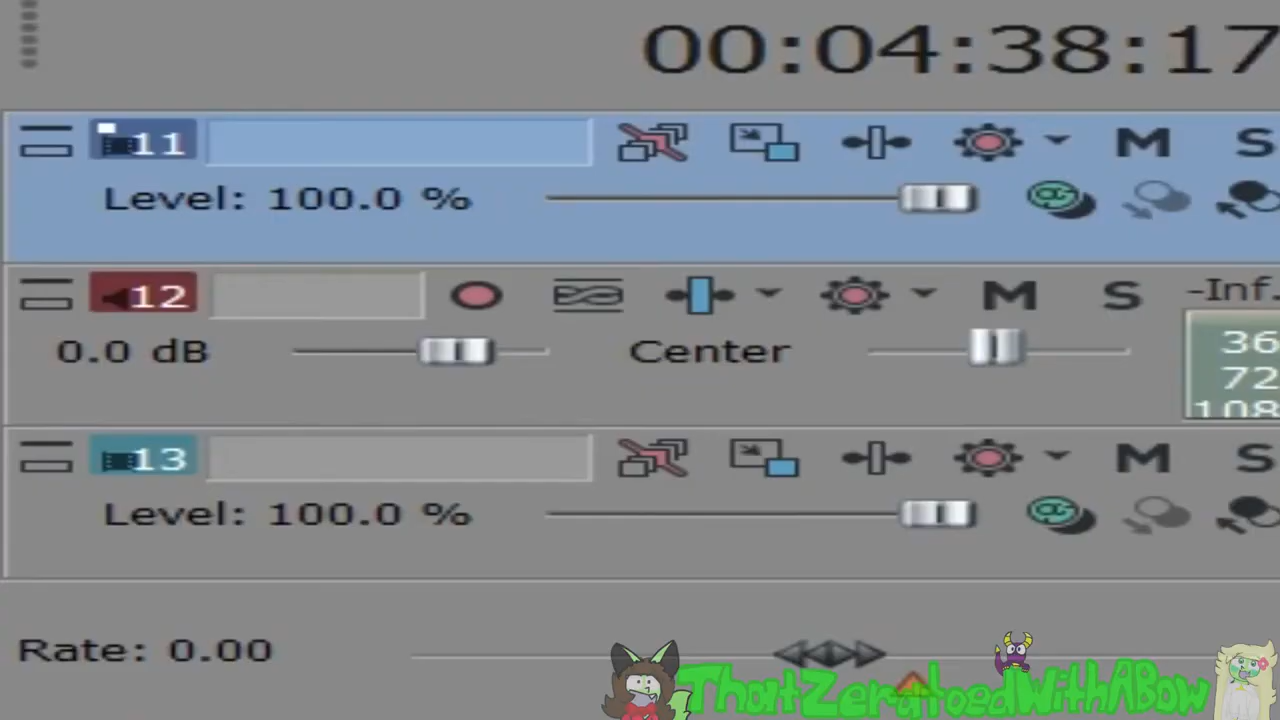 00:04:38:17
11 M S
Level: 100.0 %
12 M S -Inf.
0.0 dB Center 36
72
108
13 M S
Level: 100.0 %
Rate: 0.00
ThatZeratoedWithABow